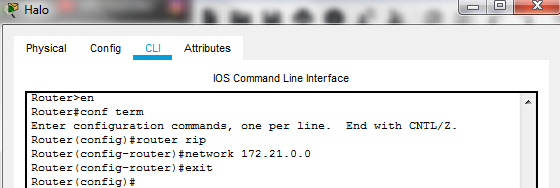 Halo
Physical Config CLI Attributes
IOS Command Line Interface
Router>en
Router#conf term
Enter configuration commands, one per line.  End with CNTL/Z.
Router(config)#router rip
Router(config-router)#network 172.21.0.0
Router(config-router)#exit
Router(config)#